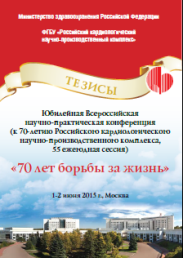 Министерство здравоохранения Российской Федерации
ФГБУ «Российский кардиологический
научно-производственный комплекс»
ТЕЗИСЫ
Юбилейная Всероссийская
научно-практическая конференция
(к 70-летию Российского кардиологического
научно-производственного комплекса,
55 ежегодная сессия)
«70 лет борьбы за жизнь»
1-2 июня 2015 г., Москва